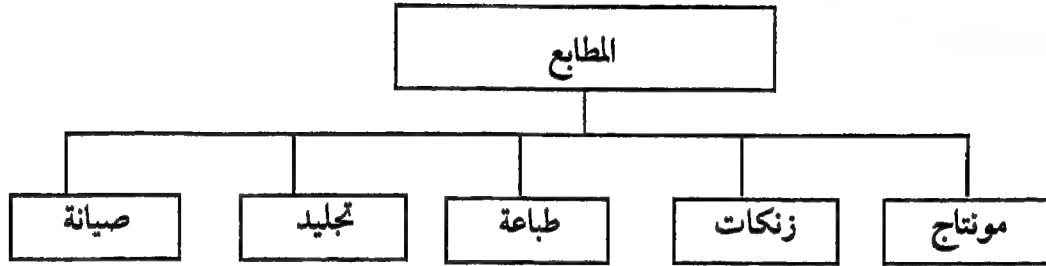 المطابع
مونتاج
زنكات
طباعة
تجليد
صيانة